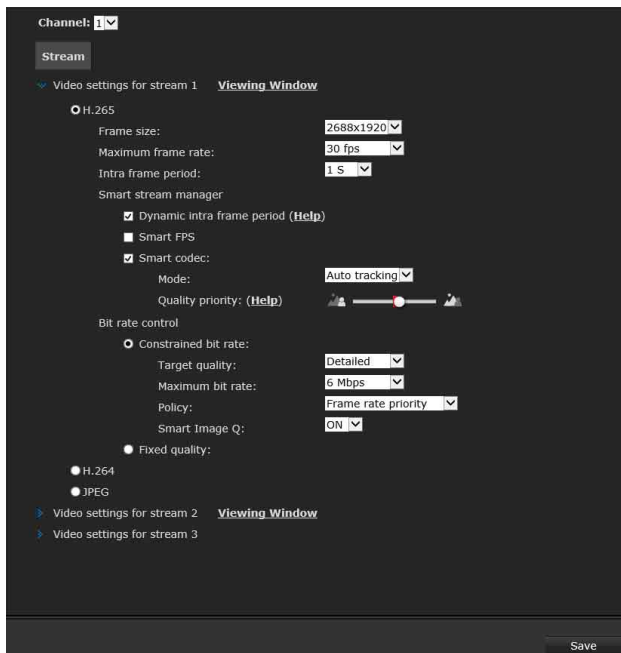 Channel: 1
Stream
Video settings for stream 1 Viewing Window
H.265
Frame size: 2688x1920
Maximum frame rate: 30 fps
Intra frame period: 1 S
Smart stream manager
Dynamic intra frame period (Help)
Smart FPS
Smart codec:
Mode: Auto tracking
Quality priority: (Help)
Bit rate control
Constrained bit rate:
Target quality: Detailed
Maximum bit rate: 6 Mbps
Policy: Frame rate priority
Smart Image Q: ON
Fixed quality:
H.264
JPEG
Video settings for stream 2 Viewing Window
Video settings for stream 3
Save